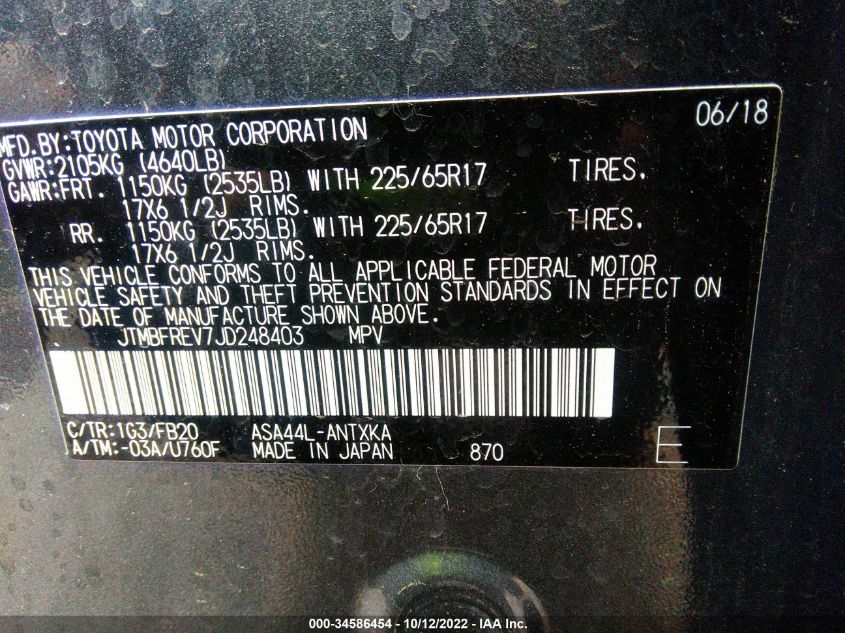 06/18
MFD.BY:TOYOTA MOTOR CORPORATION
GVWR:2105KG (4640LB)
GAWR:FRT. 1150KG (2535LB) WITH 225/65R17 TIRES.
17X6 1/2J RIMS.
RR. 1150KG (2535LB) WITH 225/65R17 TIRES.
17X6 1/2J RIMS.
THIS VEHICLE CONFORMS TO ALL APPLICABLE FEDERAL MOTOR
VEHICLE SAFETY AND THEFT PREVENTION STANDARDS IN EFFECT ON
THE DATE OF MANUFACTURE SHOWN ABOVE.
JTMBFREV7JD248403 MPV
C/TR:1G3/FB20 ASA44L-ANTXKA
A/TM:-03A/U760F MADE IN JAPAN 870 E
000-34586454 - 10/12/2022 - IAA Inc.